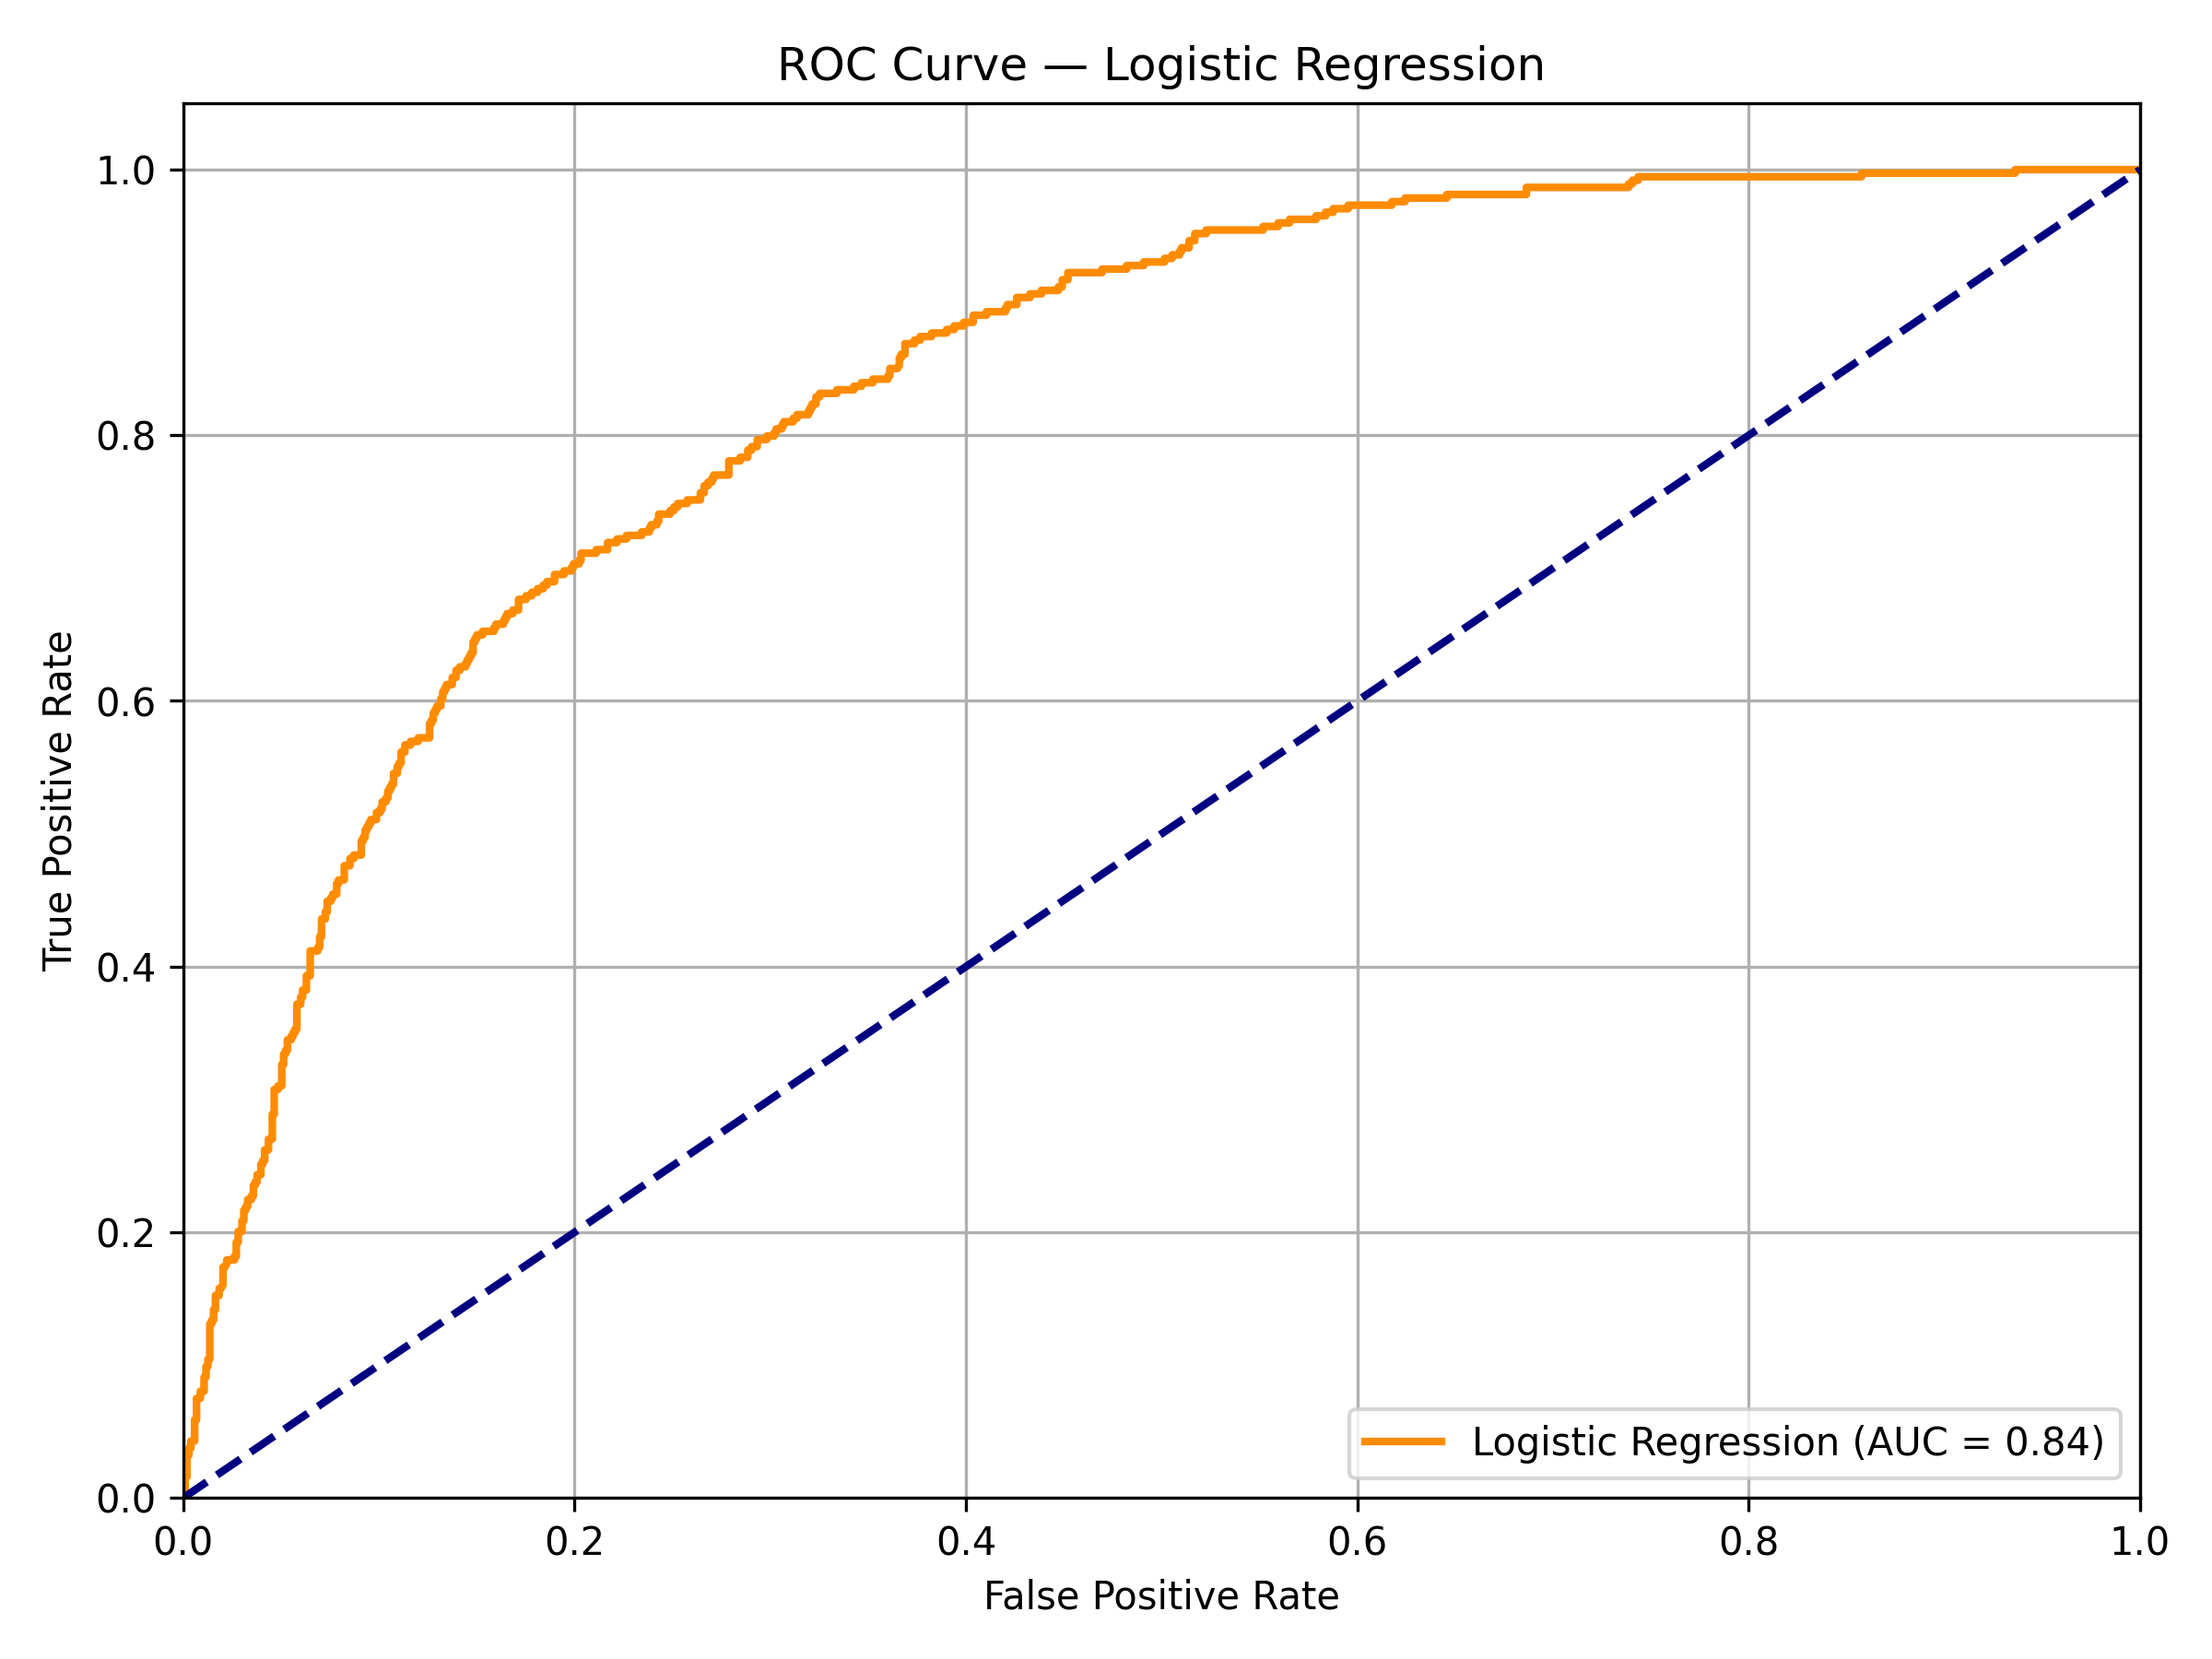 ROC Curve — Logistic Regression
1.0
0.8
0.6
0.4
0.2
0.0
True Positive Rate
0.0 0.2 0.4 0.6 0.8 1.0
False Positive Rate
Logistic Regression (AUC = 0.84)